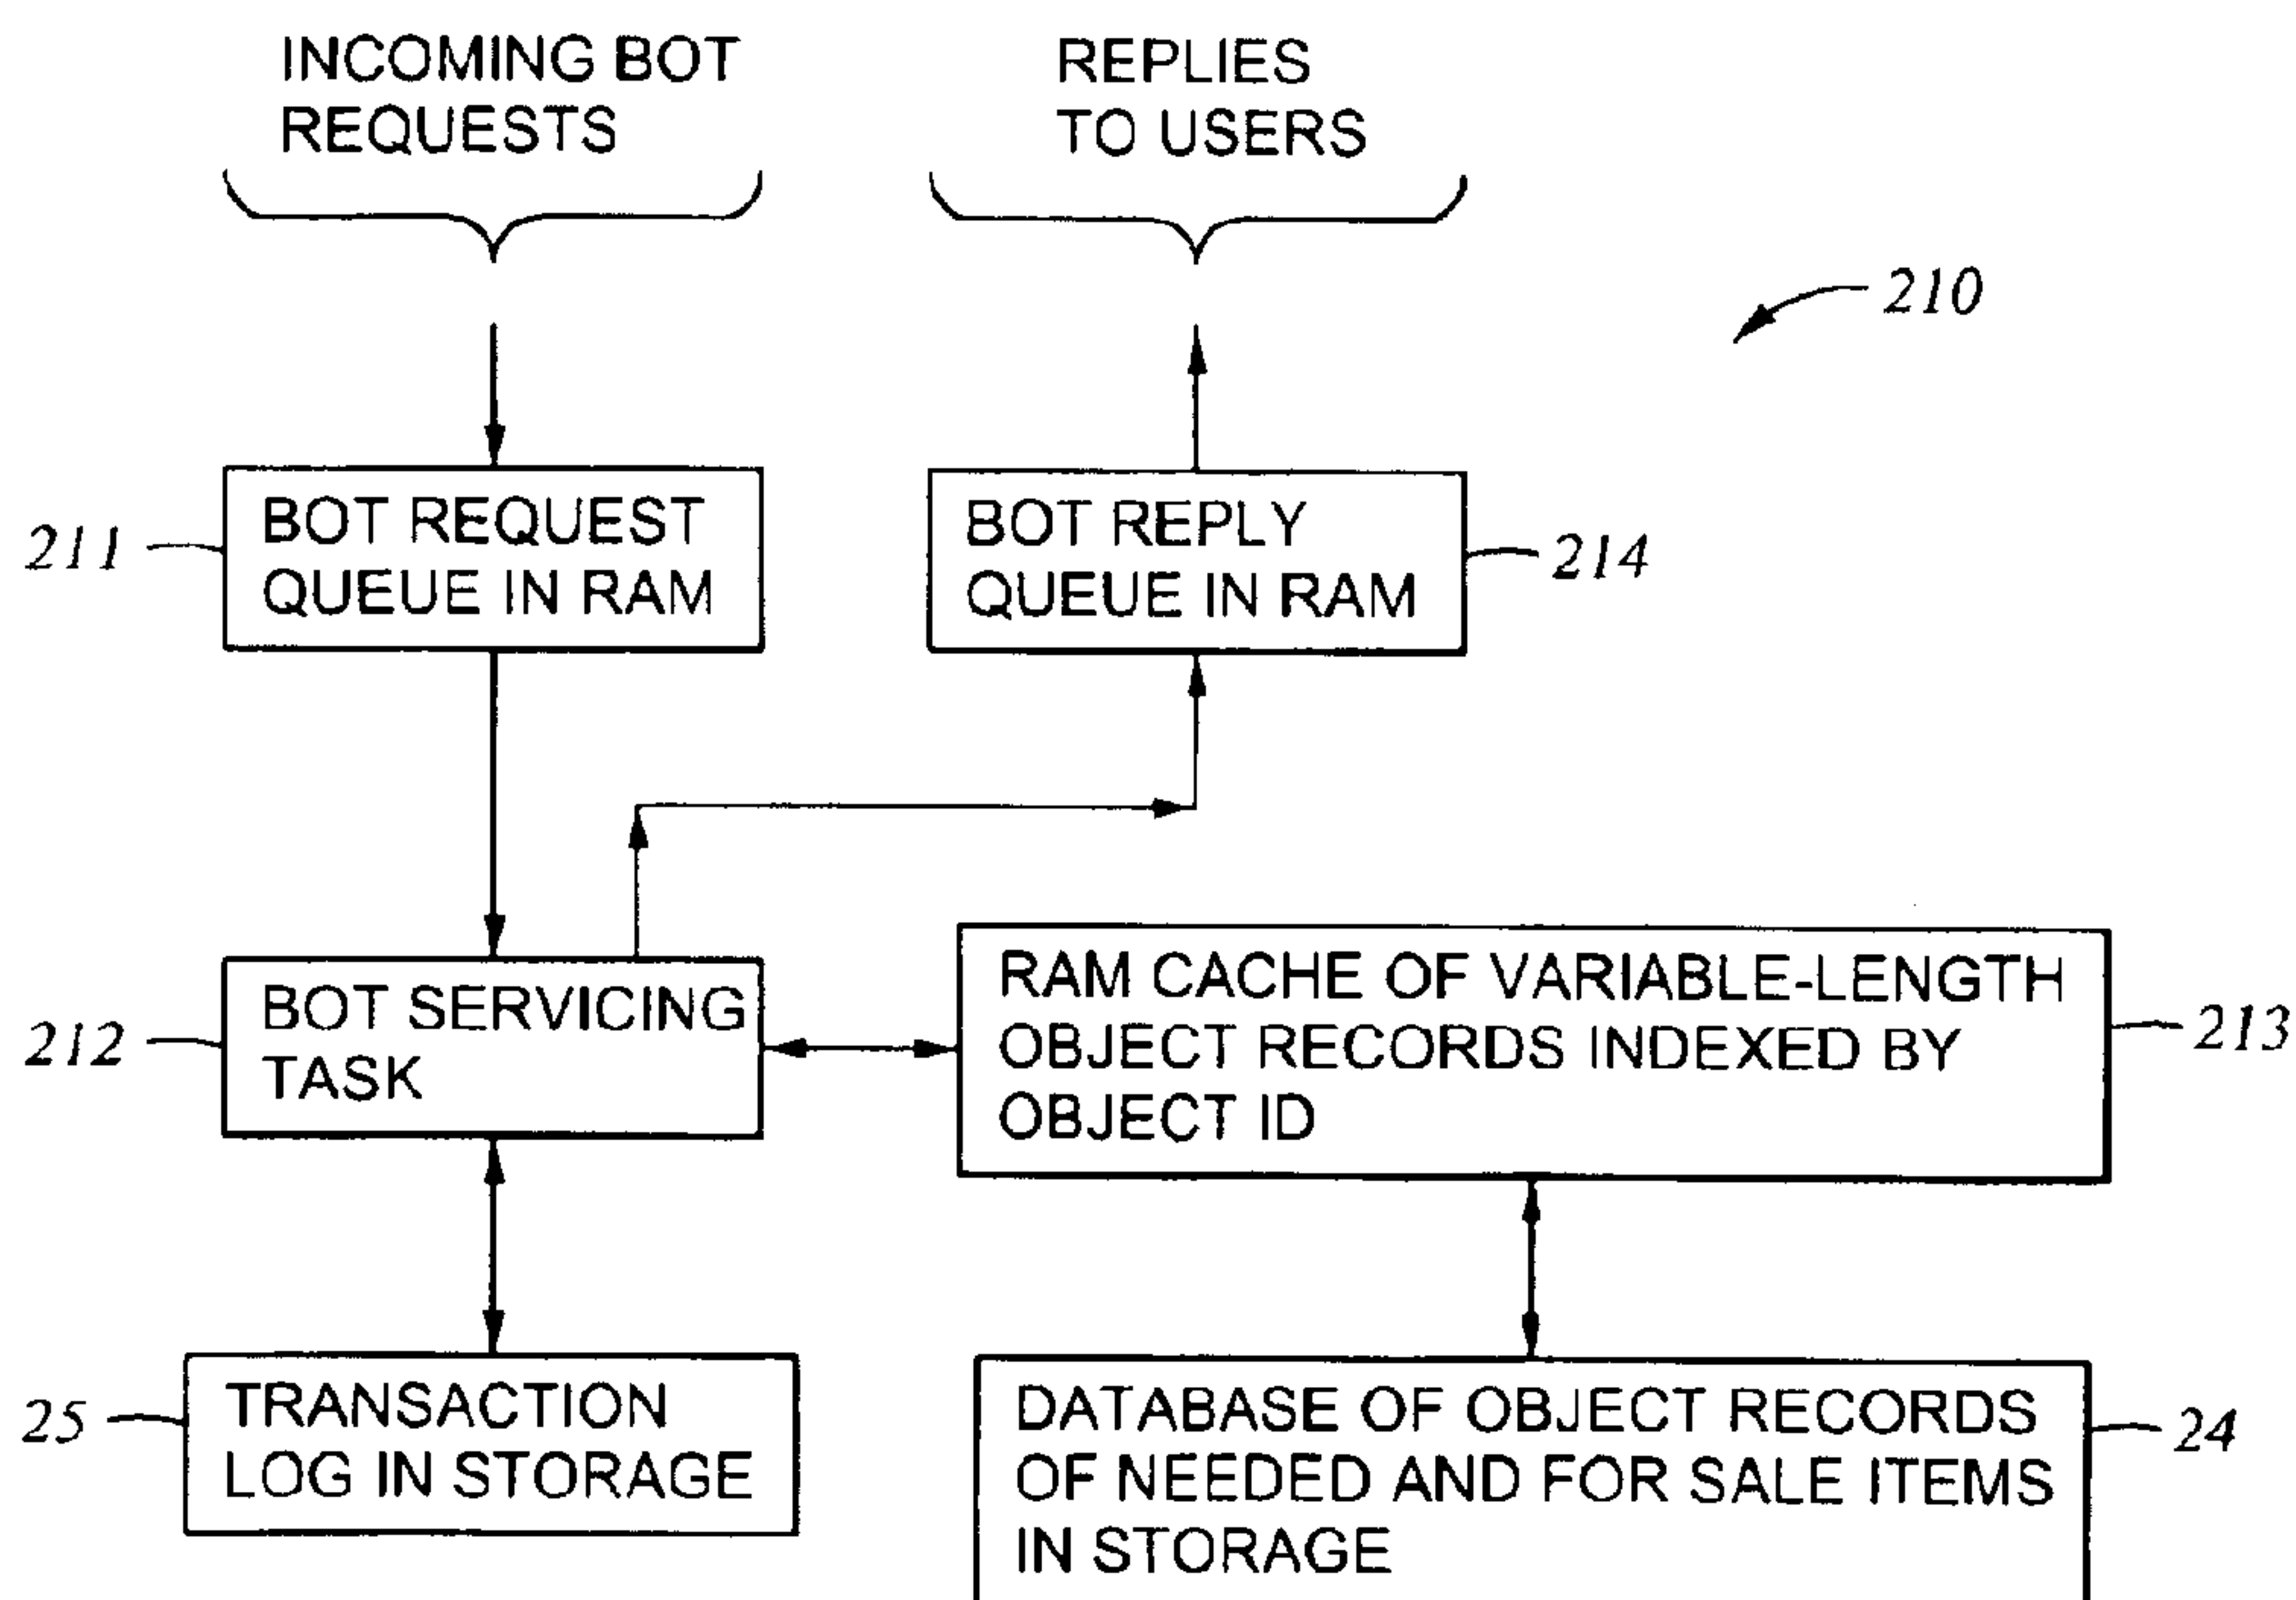 INCOMING BOT
REQUESTS
REPLIES
TO USERS
210
211
BOT REQUEST
QUEUE IN RAM
BOT REPLY
QUEUE IN RAM
214
212
BOT SERVICING
TASK
RAM CACHE OF VARIABLE-LENGTH
OBJECT RECORDS INDEXED BY
OBJECT ID
213
25
TRANSACTION
LOG IN STORAGE
DATABASE OF OBJECT RECORDS
OF NEEDED AND FOR SALE ITEMS
IN STORAGE
24